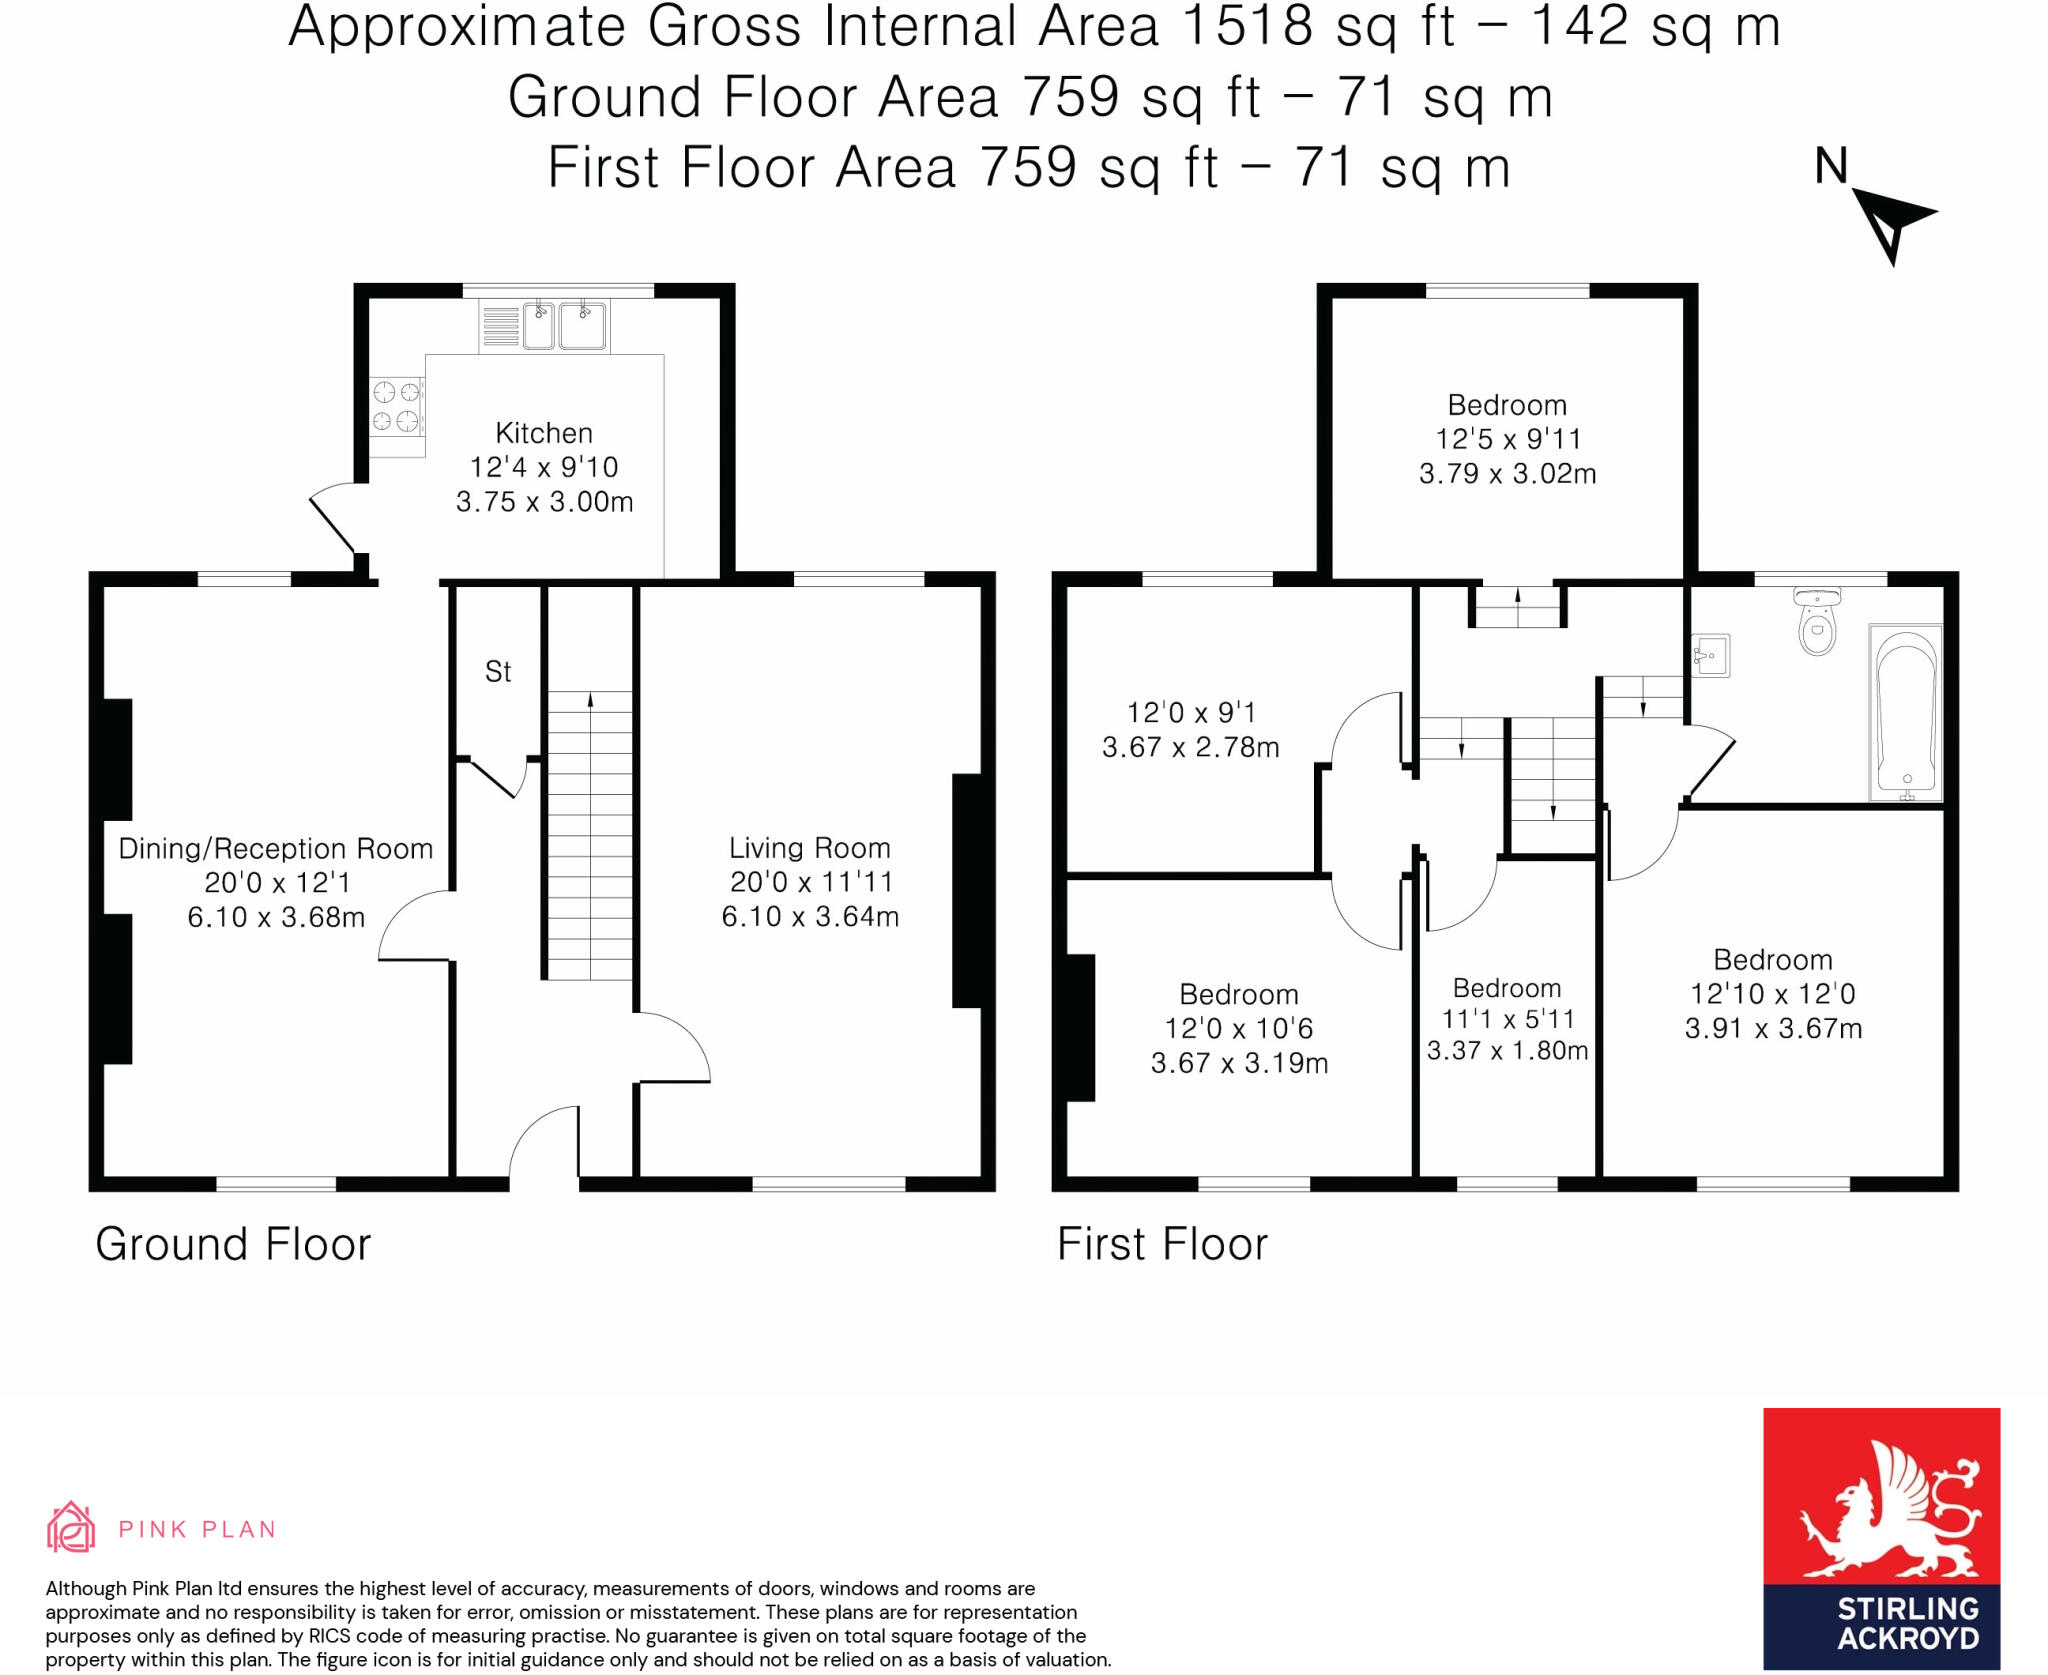 Approximate Gross Internal Area 1518 sq ft – 142 sq m
Ground Floor Area 759 sq ft – 71 sq m
First Floor Area 759 sq ft – 71 sq m
N
Kitchen
12'4 x 9'10
3.75 x 3.00m
St
Dining/Reception Room
20'0 x 12'1
6.10 x 3.68m
Living Room
20'0 x 11'11
6.10 x 3.64m
Ground Floor
Bedroom
12'5 x 9'11
3.79 x 3.02m
12'0 x 9'1
3.67 x 2.78m
Bedroom
12'0 x 10'6
3.67 x 3.19m
Bedroom
11'1 x 5'11
3.37 x 1.80m
Bedroom
12'10 x 12'0
3.91 x 3.67m
First Floor
PINK PLAN
Although Pink Plan ltd ensures the highest level of accuracy, measurements of doors, windows and rooms are
approximate and no responsibility is taken for error, omission or misstatement. These plans are for representation
purposes only as defined by RICS code of measuring practise. No guarantee is given on total square footage of the
property within this plan. The figure icon is for initial guidance only and should not be relied on as a basis of valuation.
STIRLING
ACKROYD